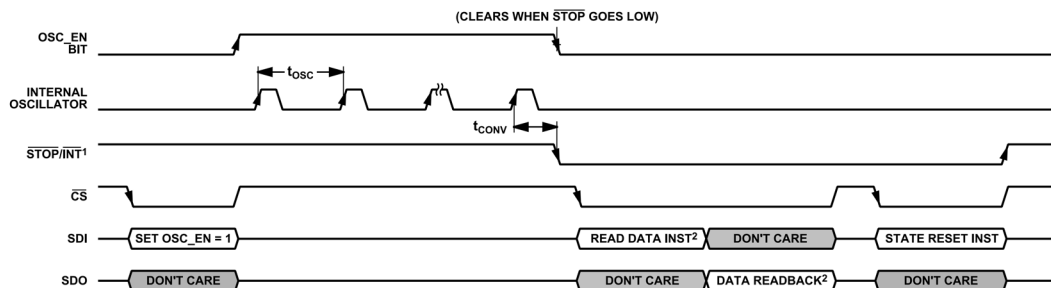 (CLEARS WHEN STOP GOES LOW)
OSC_EN
BIT
tOSC
INTERNAL
OSCILLATOR
tCONV
STOP/INT1
CS
SDI
SET OSC_EN = 1
READ DATA INST2
DON'T CARE
STATE RESET INST
SDO
DON'T CARE
DON'T CARE
DATA READBACK2
DON'T CARE